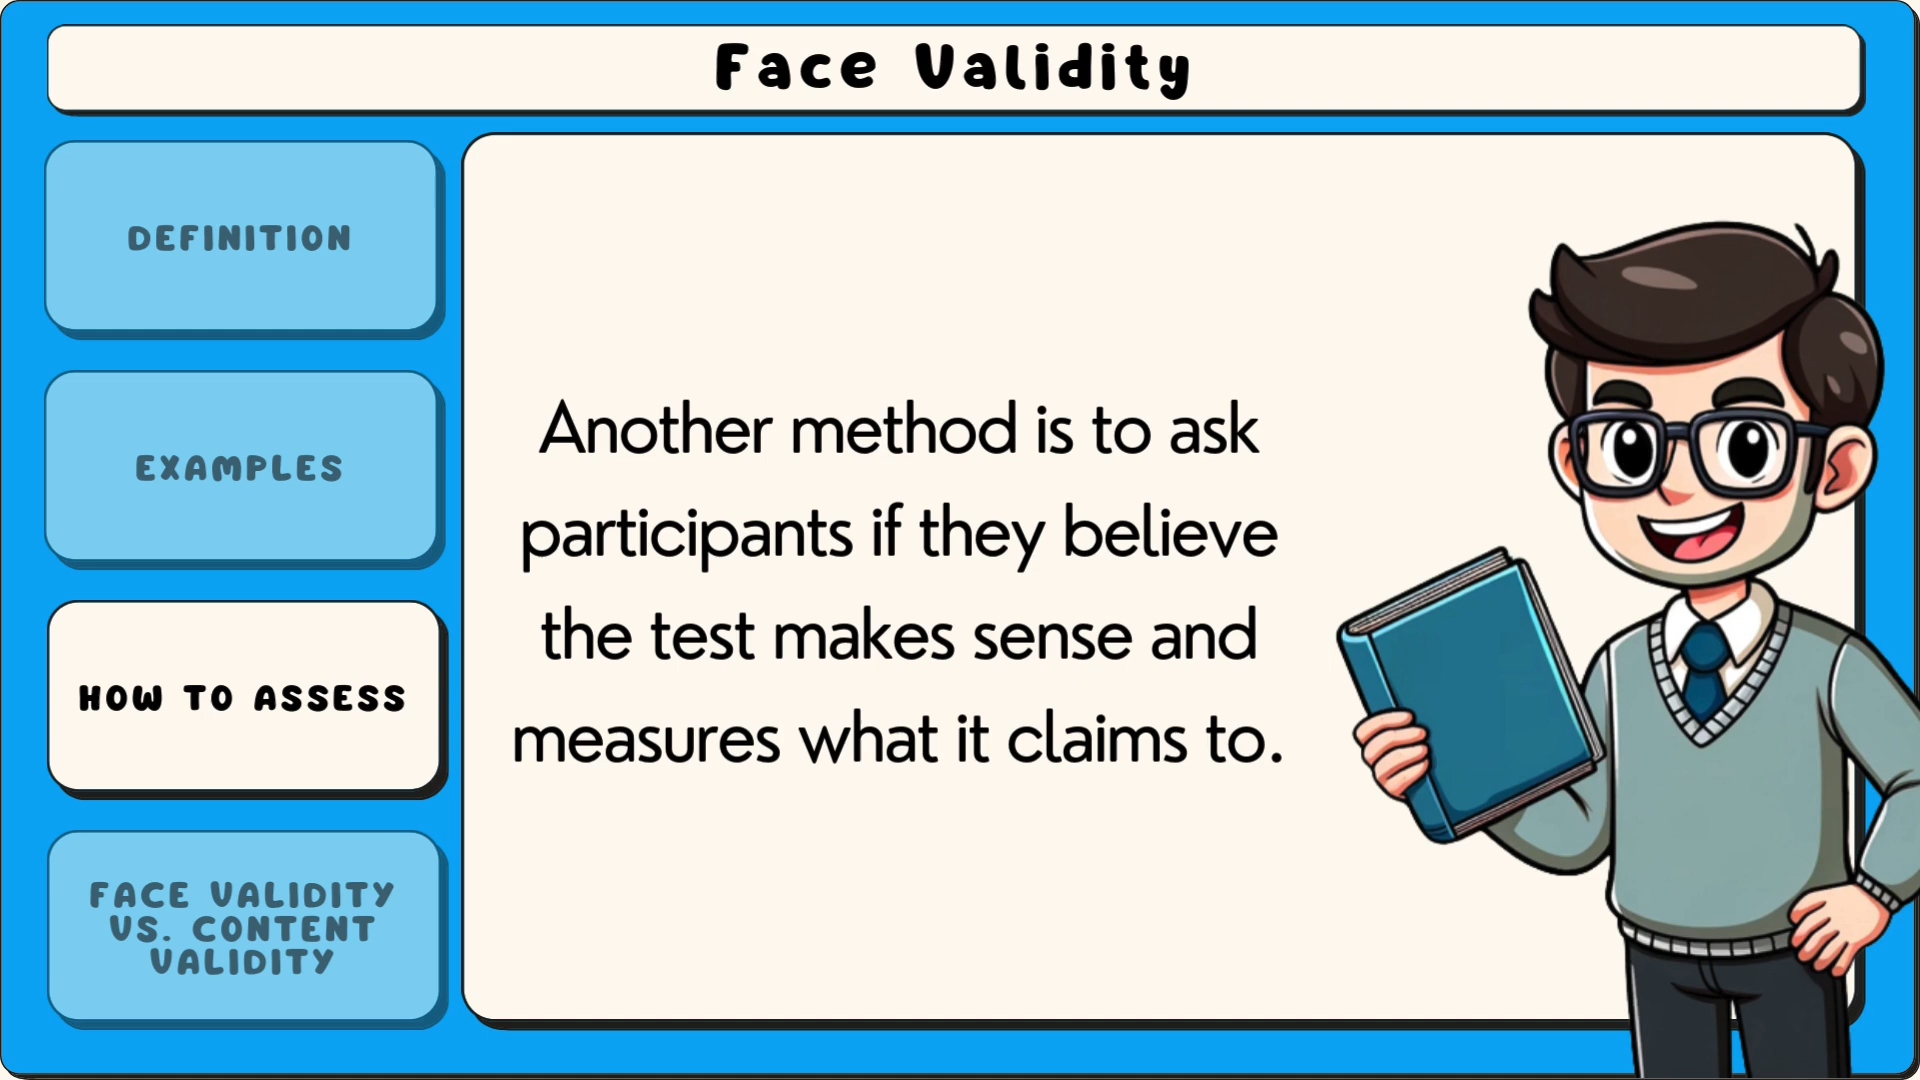 Face Validity
DEFINITION
EXAMPLES
HOW TO ASSESS
FACE VALIDITY
VS. CONTENT
VALIDITY
Another method is to ask
participants if they believe
the test makes sense and
measures what it claims to.